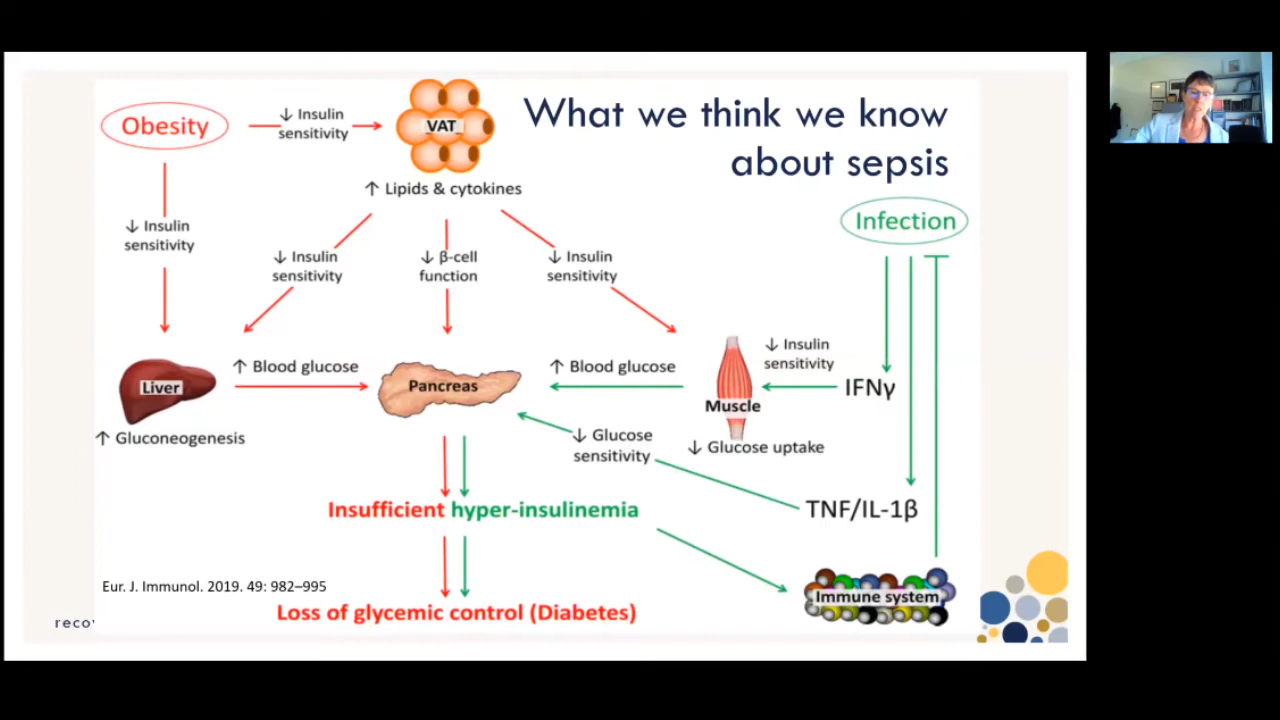 What we think we know
about sepsis
Obesity
↓ Insulin
sensitivity
VAT
↑ Lipids & cytokines
Infection
↓ Insulin
sensitivity
↓ Insulin
sensitivity
↓ β-cell
function
↓ Insulin
sensitivity
Liver
↑ Blood glucose
Pancreas
↑ Blood glucose
Muscle
↓ Insulin
sensitivity
IFNγ
↑ Gluconeogenesis
↓ Glucose
sensitivity
↓ Glucose uptake
Insufficient hyper-insulinemia
TNF/IL-1β
Eur. J. Immunol. 2019. 49: 982–995
Immune system
Loss of glycemic control (Diabetes)
recov